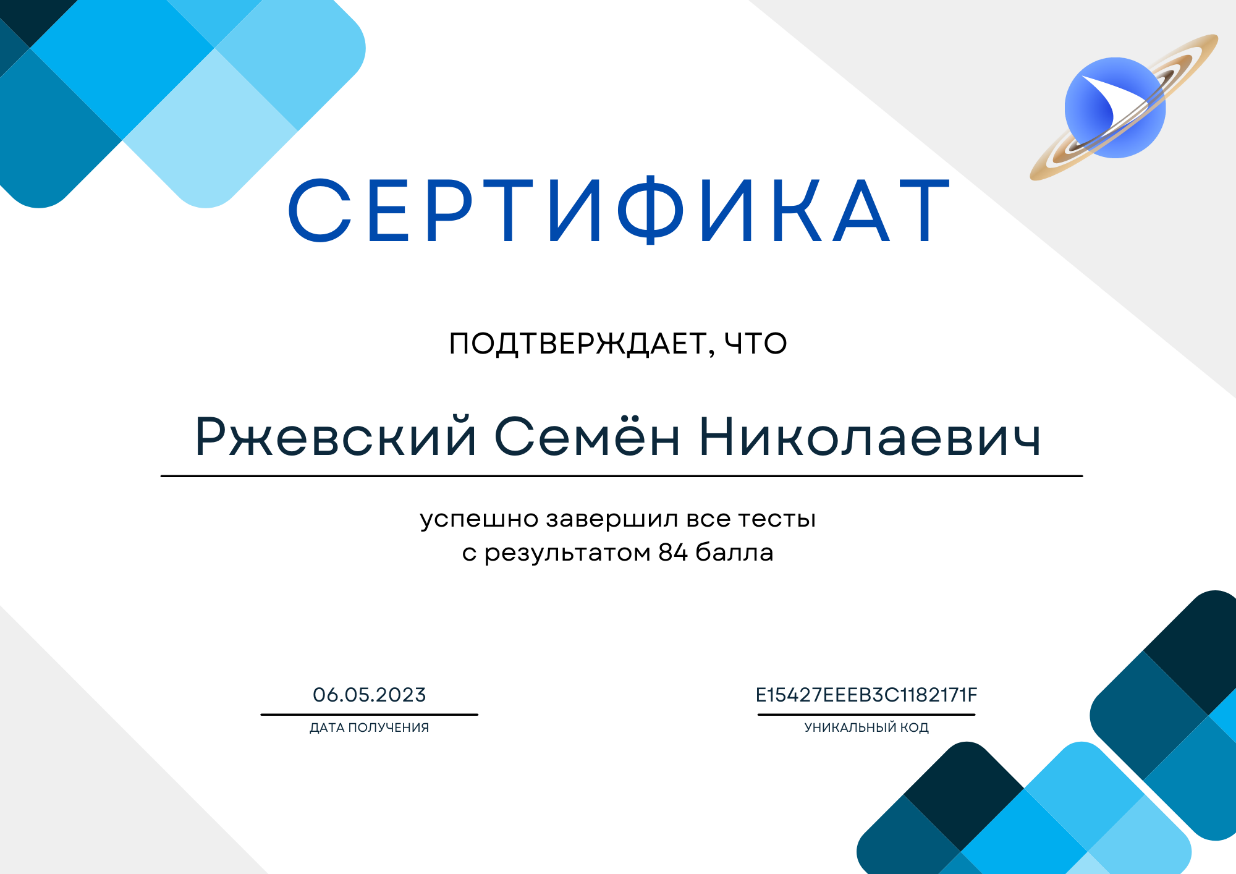 СЕРТИФИКАТ
ПОДТВЕРЖДАЕТ, ЧТО
Ржевский Семён Николаевич
успешно завершил все тесты
с результатом 84 балла
06.05.2023
ДАТА ПОЛУЧЕНИЯ
E15427EEEB3C1182171F
УНИКАЛЬНЫЙ КОД